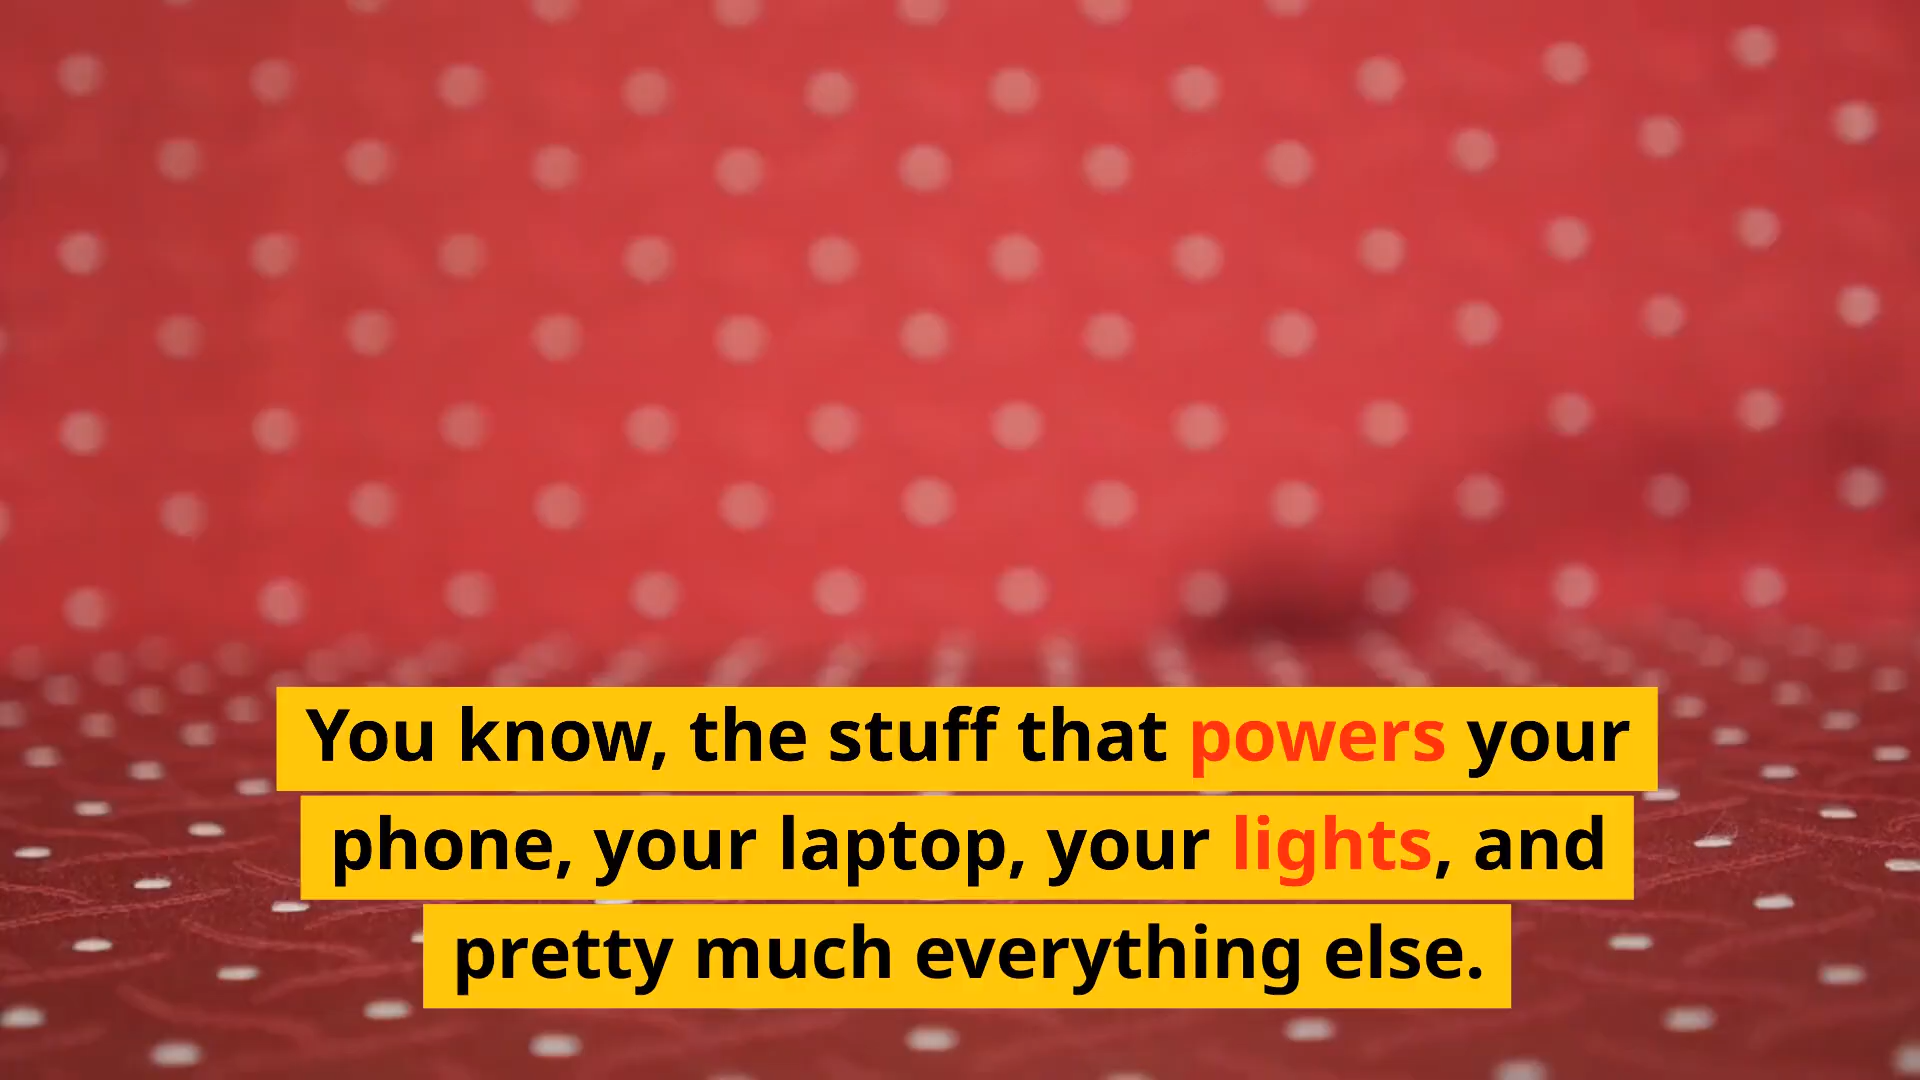 You know, the stuff that powers your
phone, your laptop, your lights, and
pretty much everything else.